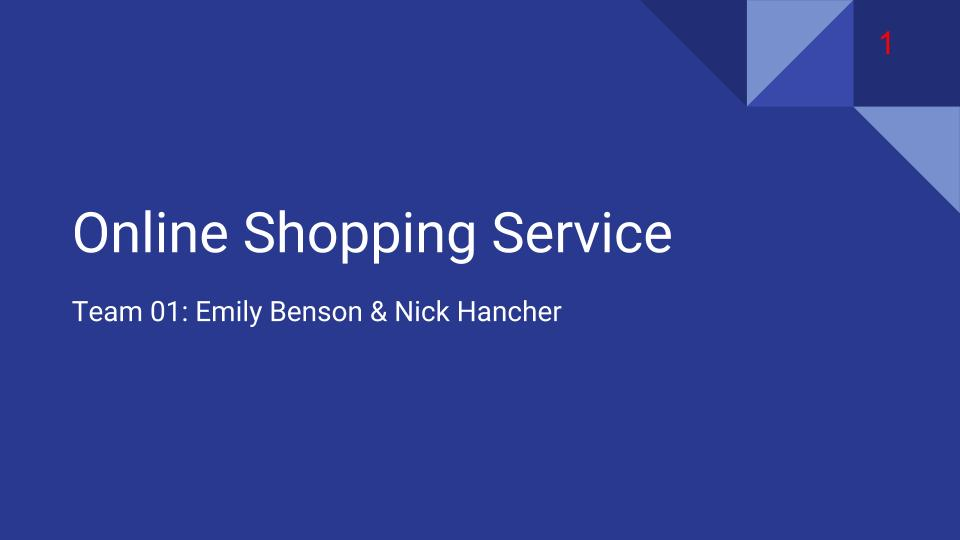 1
Online Shopping Service
Team 01: Emily Benson & Nick Hancher